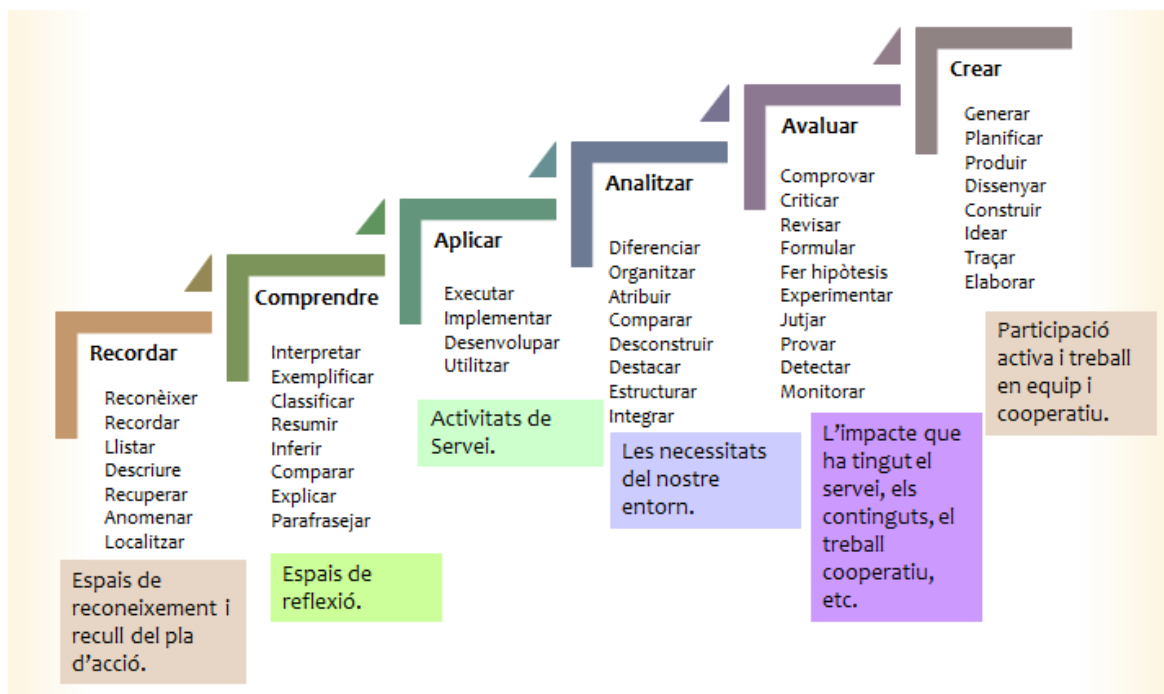 Recordar
Reconèixer
Recordar
Llistar
Descriure
Recuperar
Anomenar
Localitzar
Espais de
reconeixement i
recull del pla
d'acció.
Comprendre
Interpretar
Exemplificar
Classificar
Resumir
Inferir
Comparar
Explicar
Parafrasejar
Espais de
reflexió.
Aplicar
Executar
Implementar
Desenvolupar
Utilitzar
Activitats de
Servei.
Analitzar
Diferenciar
Organitzar
Atribuir
Comparar
Desconstruir
Destacar
Estructurar
Integrar
Les necessitats
del nostre
entorn.
Avaluar
Comprovar
Criticar
Revisar
Formular
Fer hipòtesis
Experimentar
Jutjar
Provar
Detectar
Monitorar
L'impacte que
ha tingut el
servei, els
continguts, el
treball
cooperatiu,
etc.
Crear
Generar
Planificar
Produir
Dissenyar
Construir
Idear
Traçar
Elaborar
Participació
activa i treball
en equip i
cooperatiu.